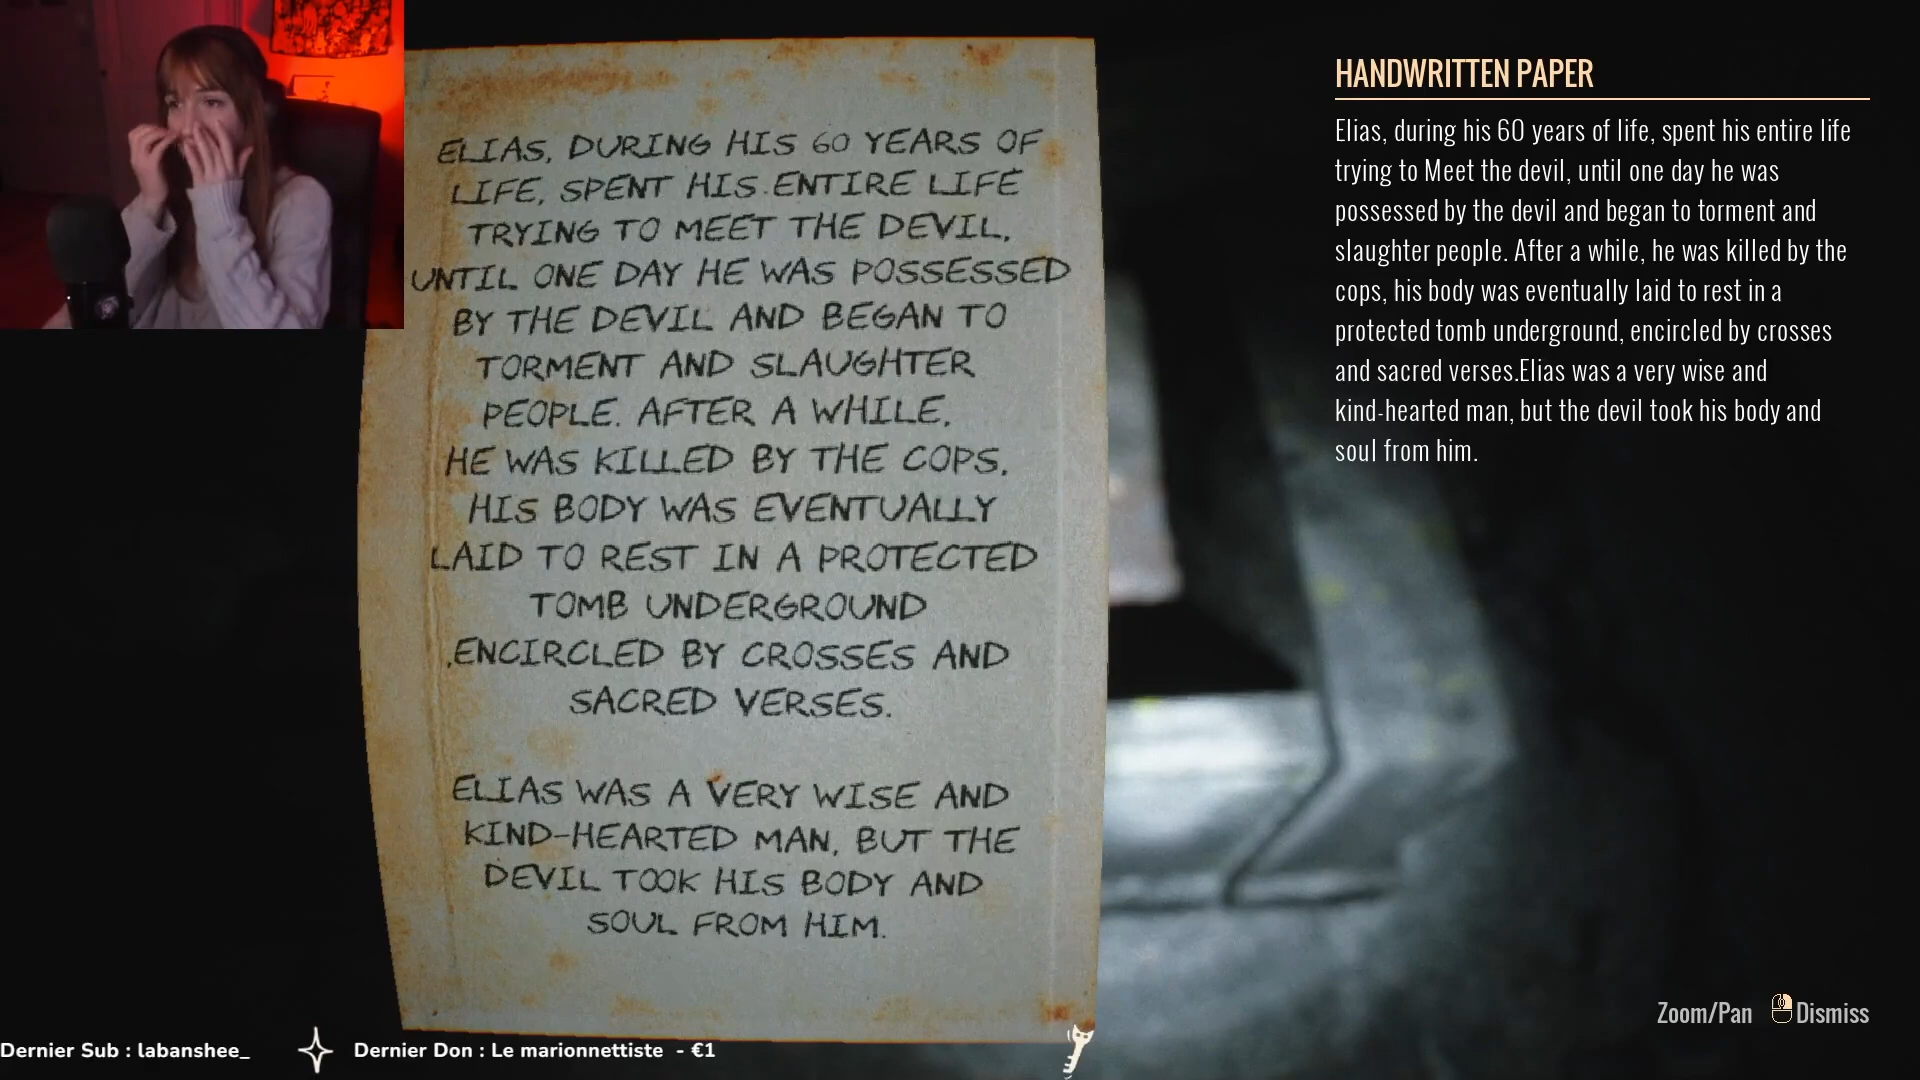 ELIAS, DURING HIS 60 YEARS OF
LIFE, SPENT HIS ENTIRE LIFE
TRYING TO MEET THE DEVIL,
UNTIL ONE DAY HE WAS POSSESSED
BY THE DEVIL AND BEGAN TO
TORMENT AND SLAUGHTER
PEOPLE. AFTER A WHILE,
HE WAS KILLED BY THE COPS,
HIS BODY WAS EVENTUALLY
LAID TO REST IN A PROTECTED
TOMB UNDERGROUND
,ENCIRCLED BY CROSSES AND
SACRED VERSES.
ELIAS WAS A VERY WISE AND
KIND-HEARTED MAN, BUT THE
DEVIL TOOK HIS BODY AND
SOUL FROM HIM.
HANDWRITTEN PAPER
Elias, during his 60 years of life, spent his entire life
trying to Meet the devil, until one day he was
possessed by the devil and began to torment and
slaughter people. After a while, he was killed by the
cops, his body was eventually laid to rest in a
protected tomb underground, encircled by crosses
and sacred verses.Elias was a very wise and
kind-hearted man, but the devil took his body and
soul from him.
Zoom/Pan Dismiss
Dernier Sub : labanshee_ Dernier Don : Le marionnettiste - €1